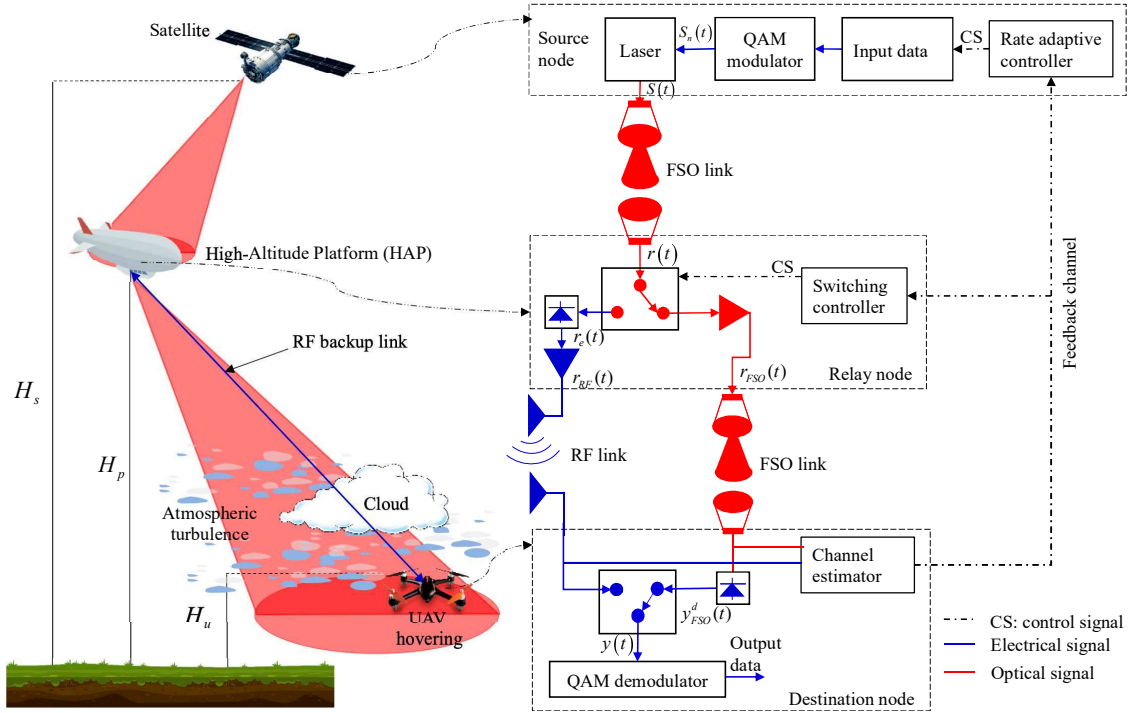 Satellite
High-Altitude Platform (HAP)
RF backup link
H_s
H_p
Cloud
Atmospheric
turbulence
H_u
UAV
hovering
Source
node
Laser
S_n(t)
QAM
modulator
Input data
CS
Rate adaptive
controller
S(t)
FSO link
r(t)
CS
Switching
controller
r_e(t)
r_RF(t)
r_FSO(t)
Relay node
Feedback channel
RF link
FSO link
Channel
estimator
y^d_FSO(t)
y(t)
Output
data
QAM demodulator
Destination node
CS: control signal
Electrical signal
Optical signal